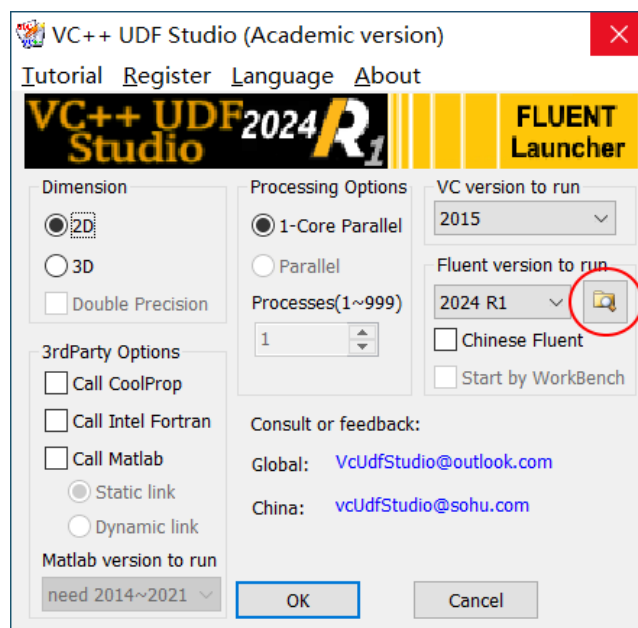 VC++ UDF Studio (Academic version)
Tutorial Register Language About
VC++ UDF Studio 2024 R1
FLUENT Launcher
Dimension
2D
3D
Double Precision
3rdParty Options
Call CoolProp
Call Intel Fortran
Call Matlab
Static link
Dynamic link
Matlab version to run
need 2014~2021
Processing Options
1-Core Parallel
Parallel
Processes(1~999)
1
VC version to run
2015
Fluent version to run
2024 R1
Chinese Fluent
Start by WorkBench
Consult or feedback:
Global: VcUdfStudio@outlook.com
China: vcUdfStudio@sohu.com
OK Cancel